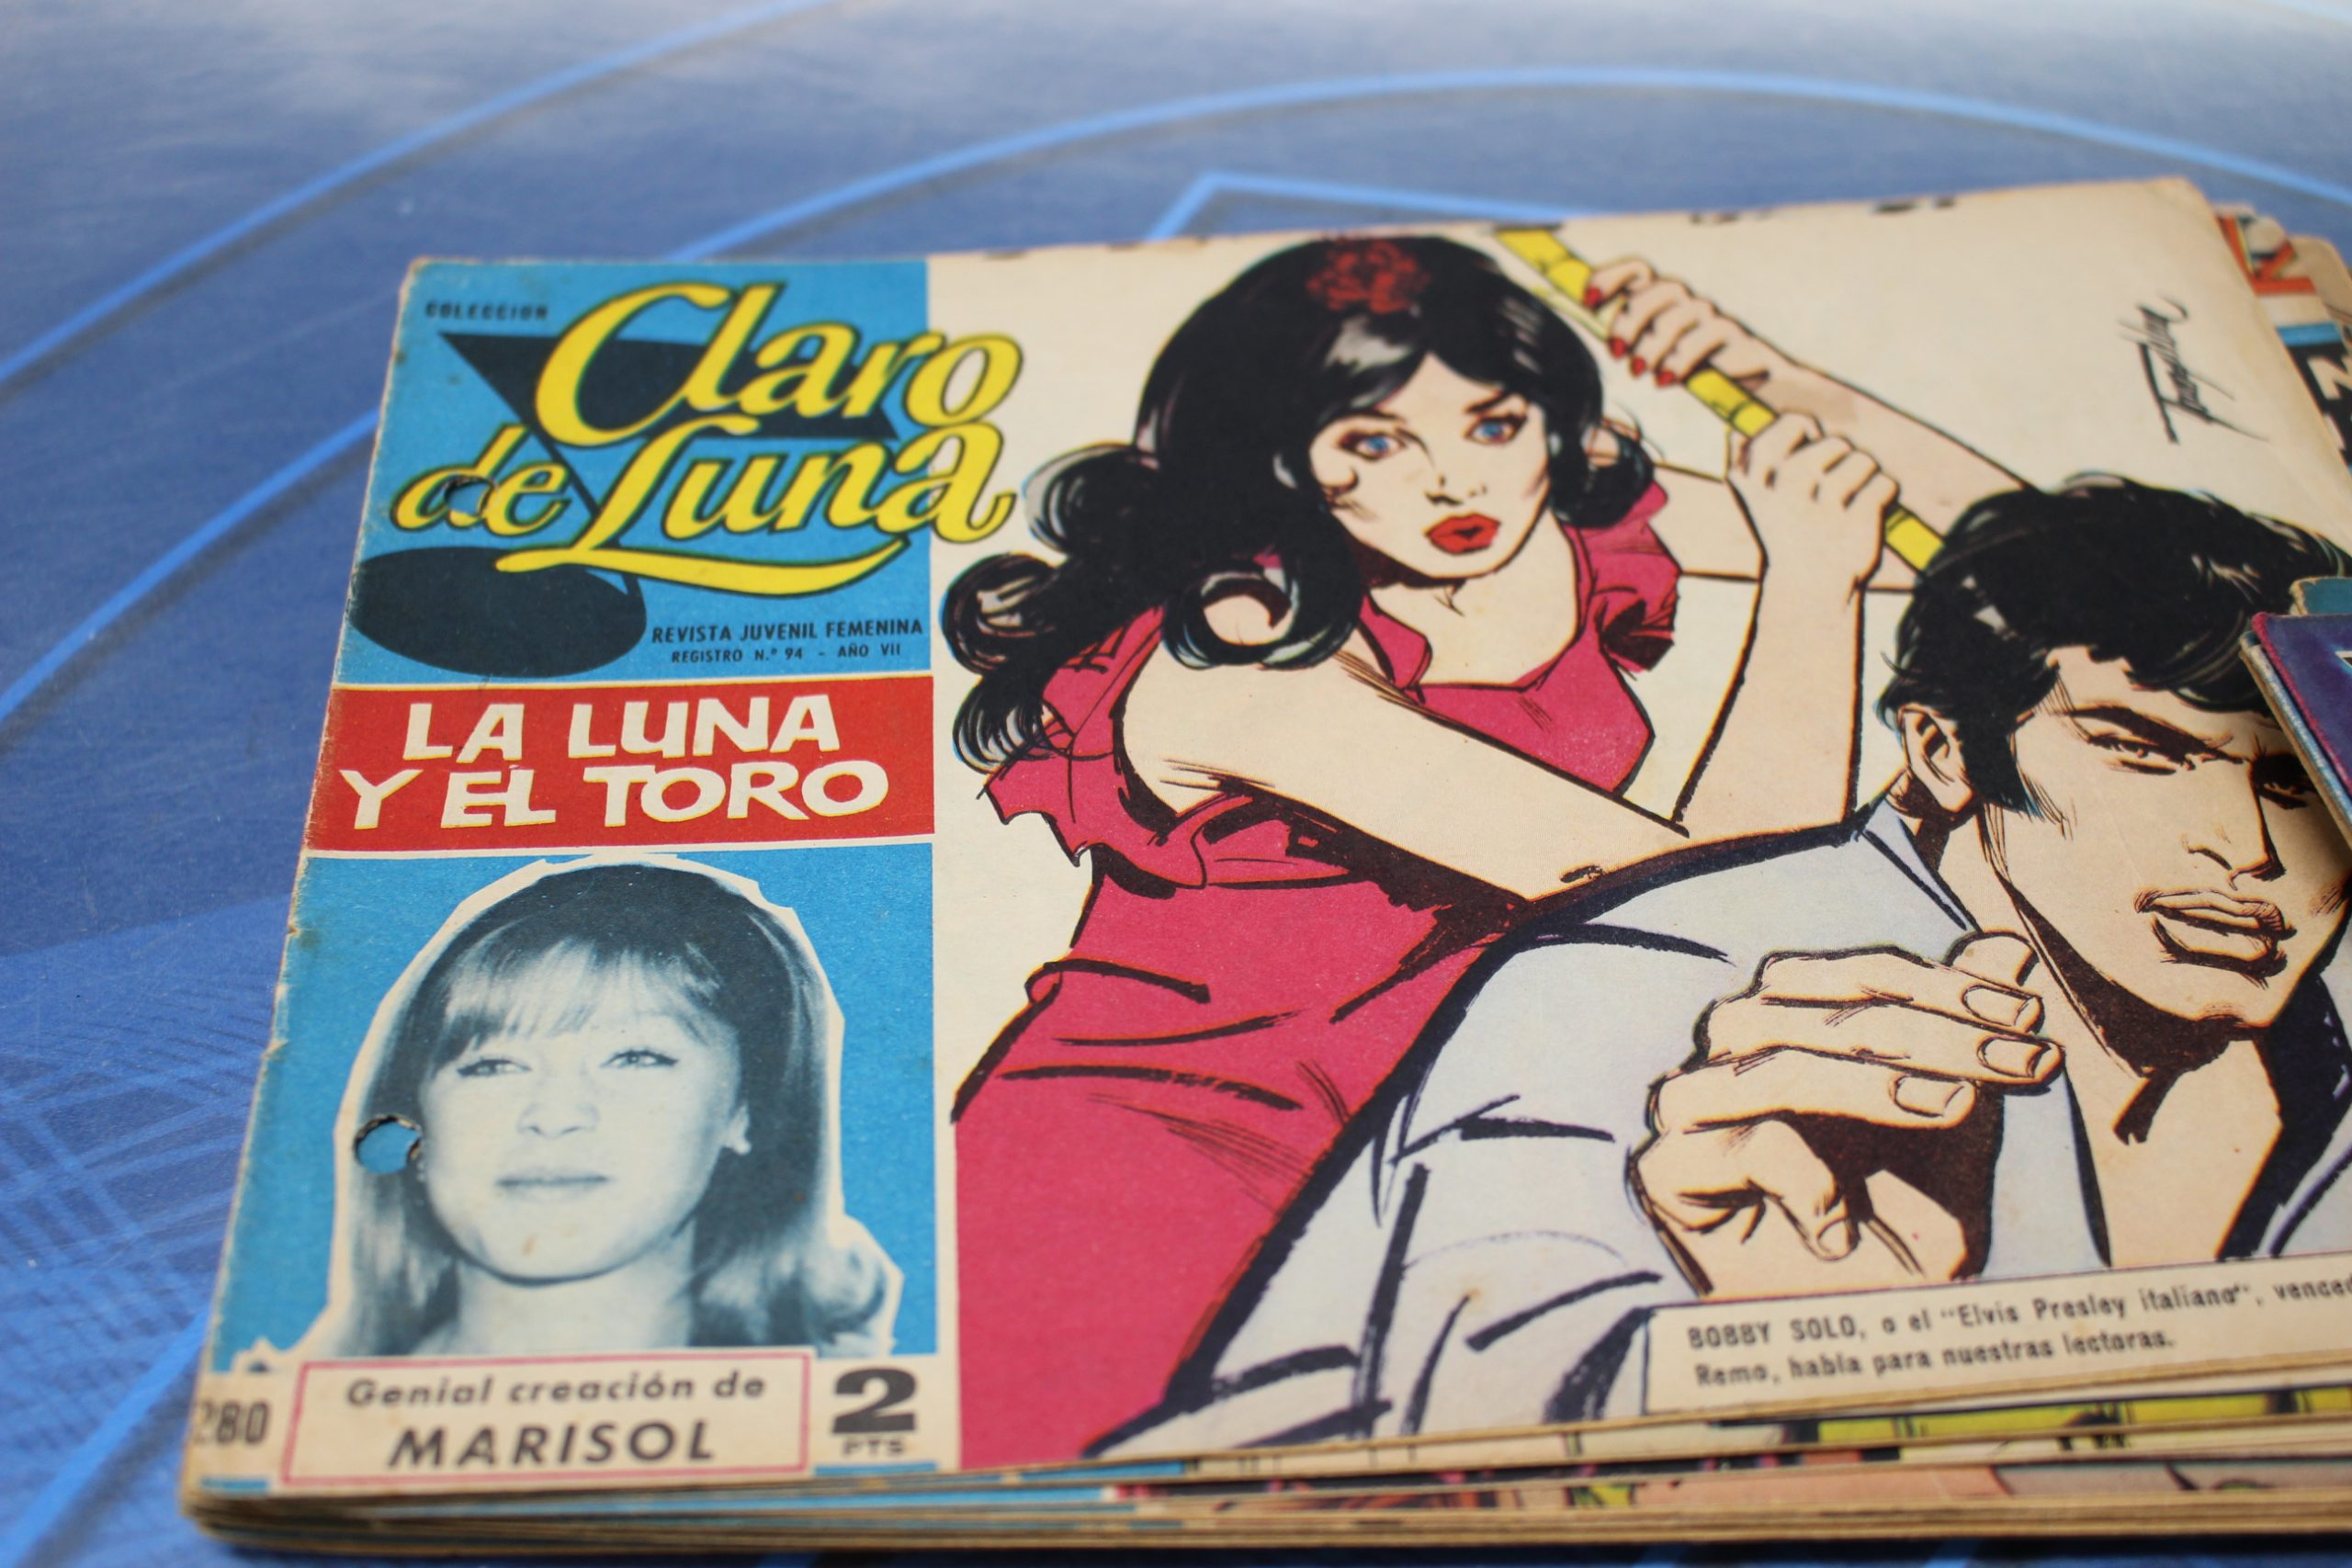 COLECCION
Claro
de Luna
REVISTA JUVENIL FEMENINA
REGISTRO N.º 94 - AÑO VII
LA LUNA
Y EL TORO
BOBBY SOLO, o el "Elvis Presley italiano",
Remo, habla para nuestras lectoras.
Genial creación de
MARISOL
280
2
PTS